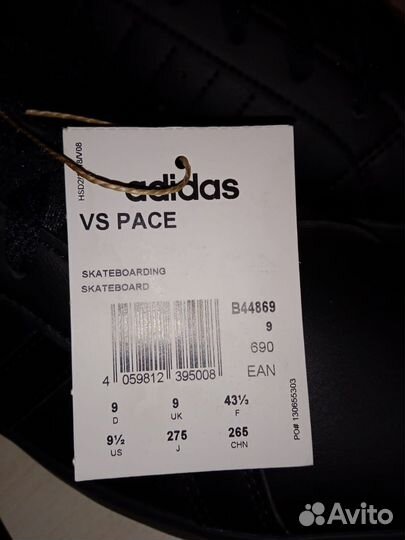 adidas
VS PACE
SKATEBOARDING
SKATEBOARD
B44869
9
690
EAN
4 059812 395008
9 9 43⅓
D UK F
9½ 275 265
US J CHN
PO# 130655303
Avito